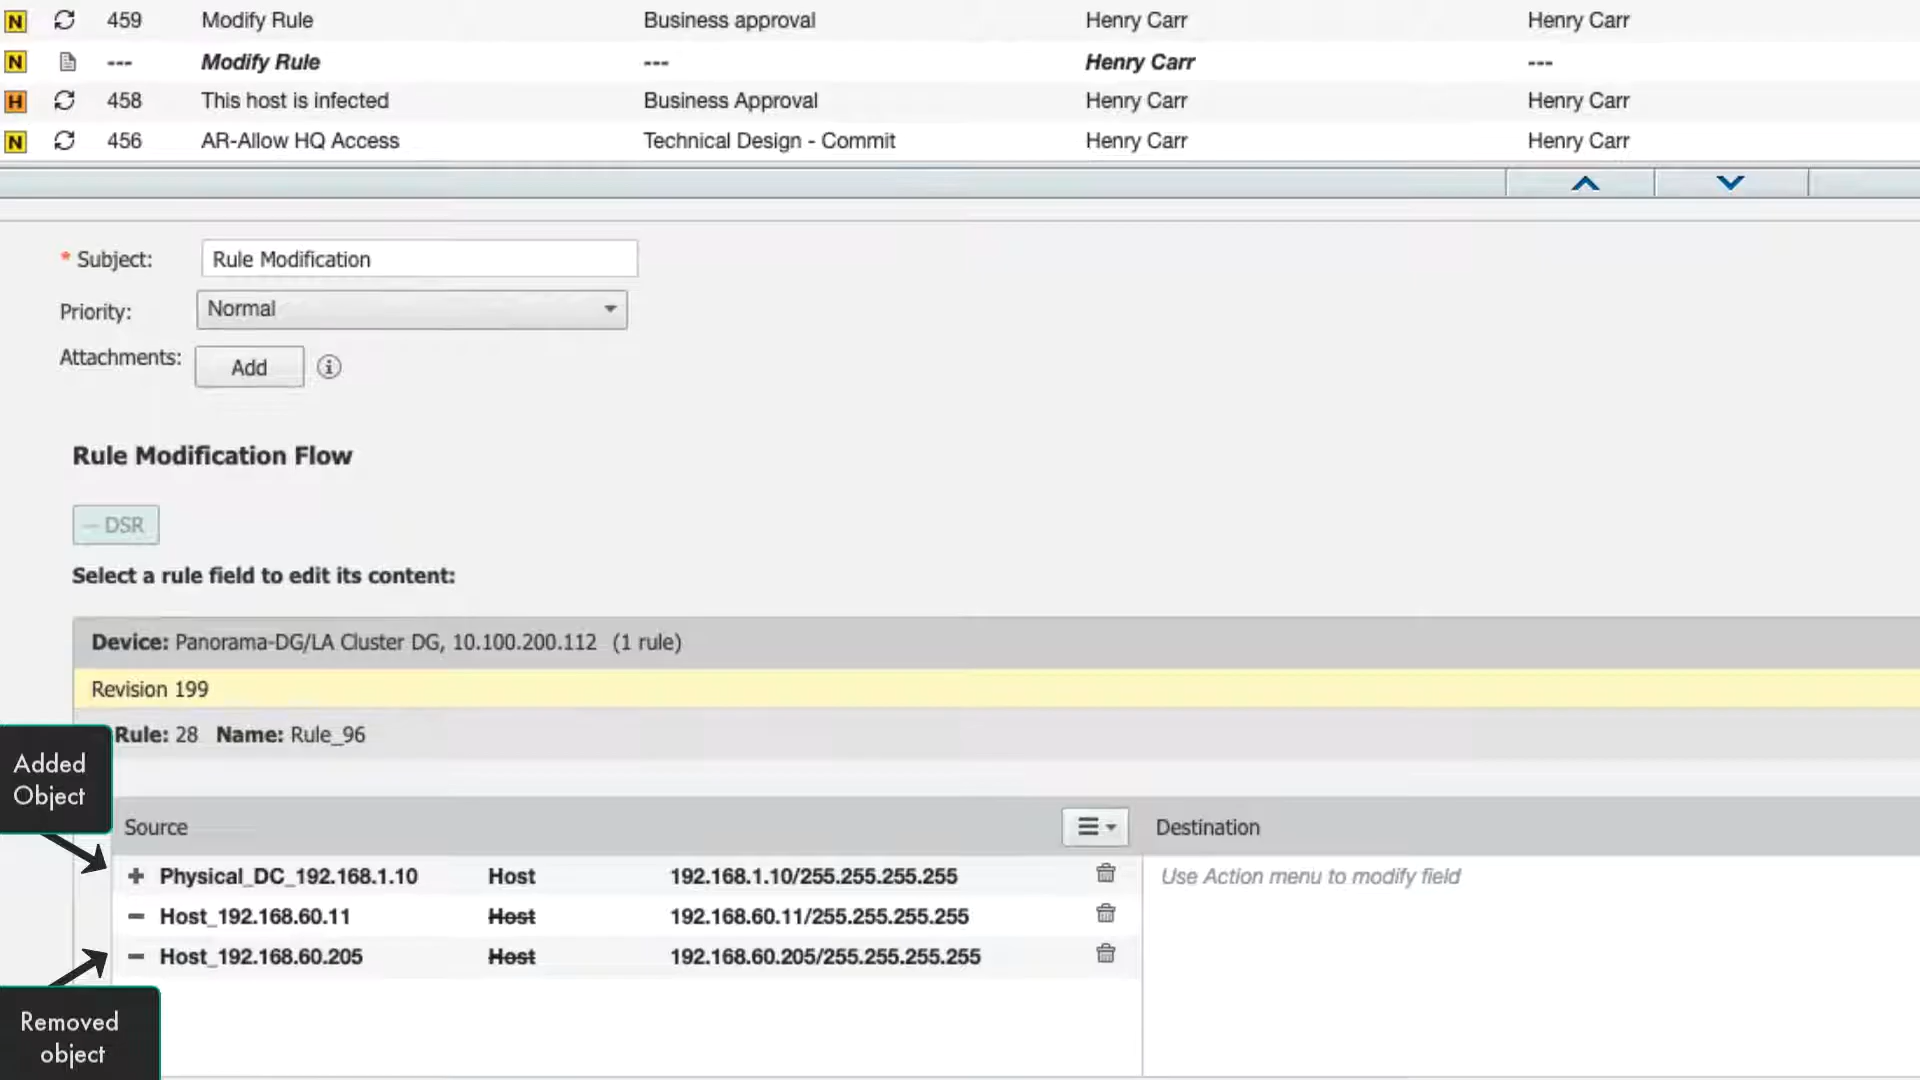 N 459 Modify Rule Business approval Henry Carr Henry Carr
N --- Modify Rule --- Henry Carr ---
H 458 This host is infected Business Approval Henry Carr Henry Carr
N 456 AR-Allow HQ Access Technical Design - Commit Henry Carr Henry Carr
* Subject: Rule Modification
Priority: Normal
Attachments: Add
Rule Modification Flow
— DSR
Select a rule field to edit its content:
Device: Panorama-DG/LA Cluster DG, 10.100.200.112 (1 rule)
Revision 199
Rule: 28 Name: Rule_96
Added
Object
Source Destination
+ Physical_DC_192.168.1.10 Host 192.168.1.10/255.255.255.255 Use Action menu to modify field
– Host_192.168.60.11 Host 192.168.60.11/255.255.255.255
– Host_192.168.60.205 Host 192.168.60.205/255.255.255.255
Removed
object